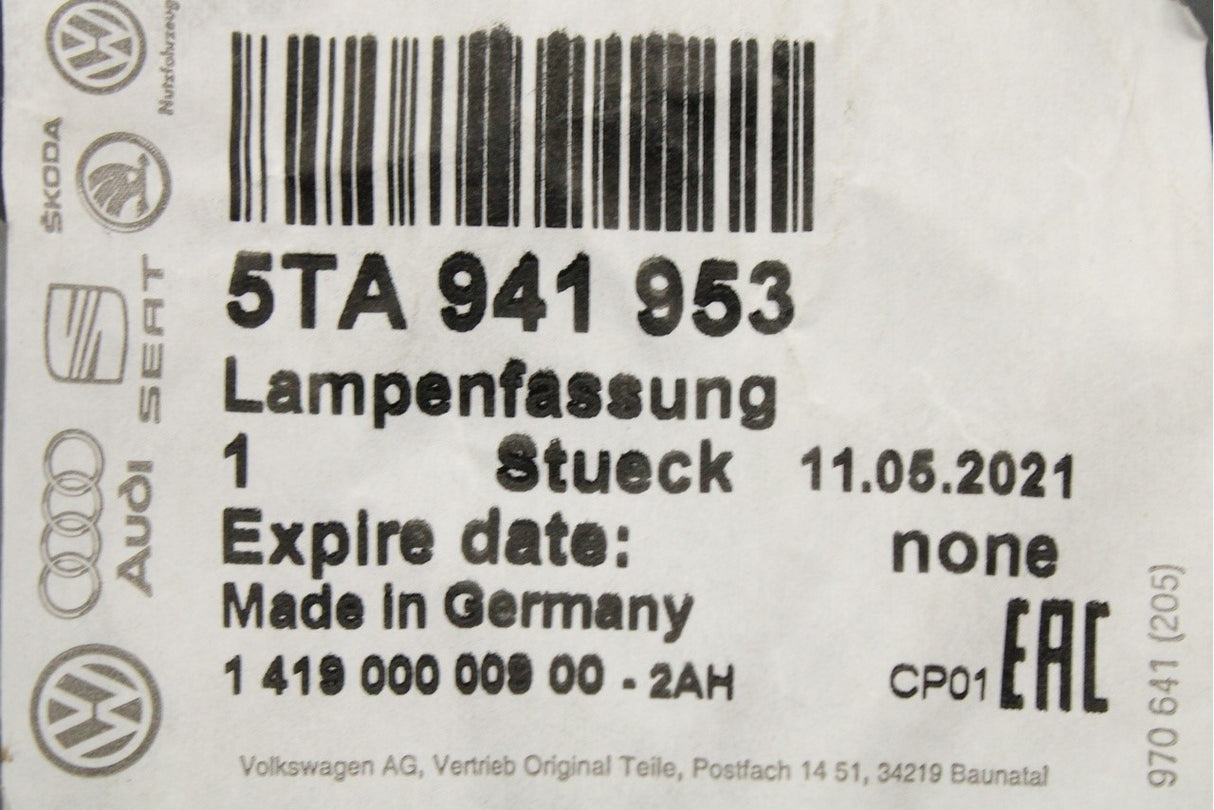 Nutzfahrzeuge
ŠKODA
SEAT
Audi
5TA 941 953
Lampenfassung
1 Stueck 11.05.2021
Expire date: none
Made in Germany
1 419 000 00 - 2AH
CP01 EAC
Volkswagen AG, Vertrieb Original Teile, Postfach 14 51, 34219 Baunatal
970 641 (205)